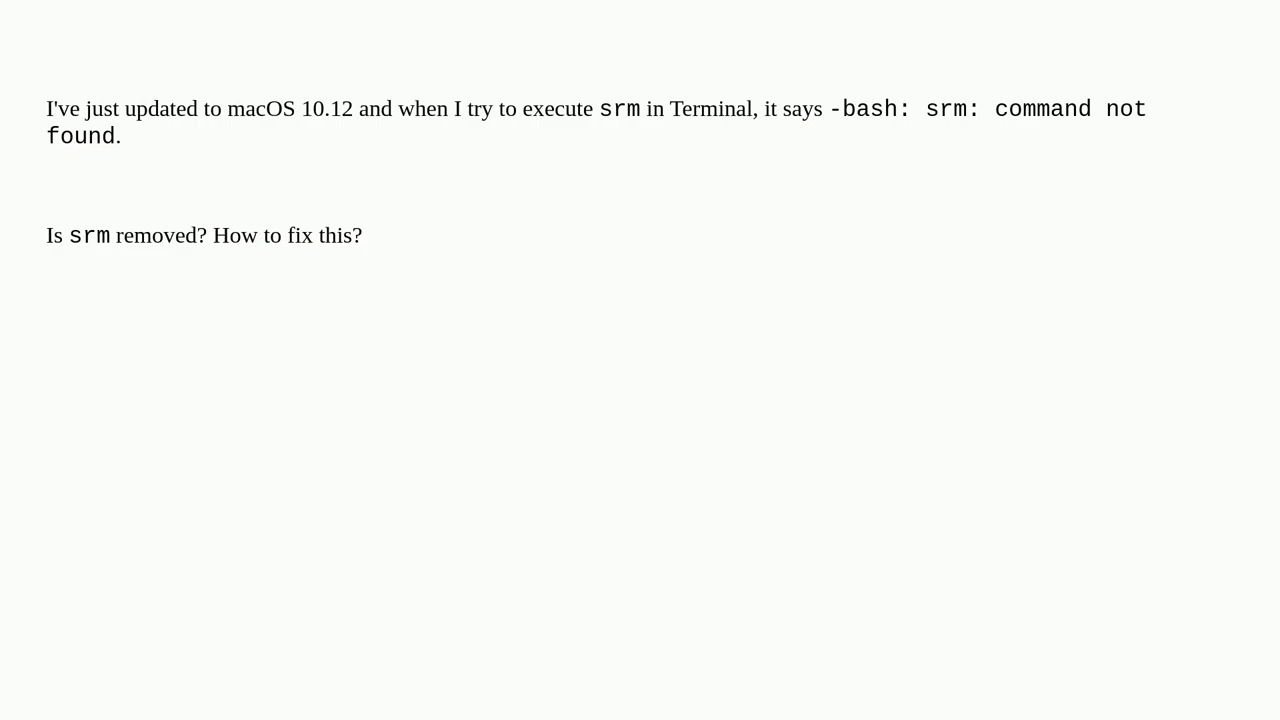 I've just updated to macOS 10.12 and when I try to execute srm in Terminal, it says -bash: srm: command not
found.
Is srm removed? How to fix this?